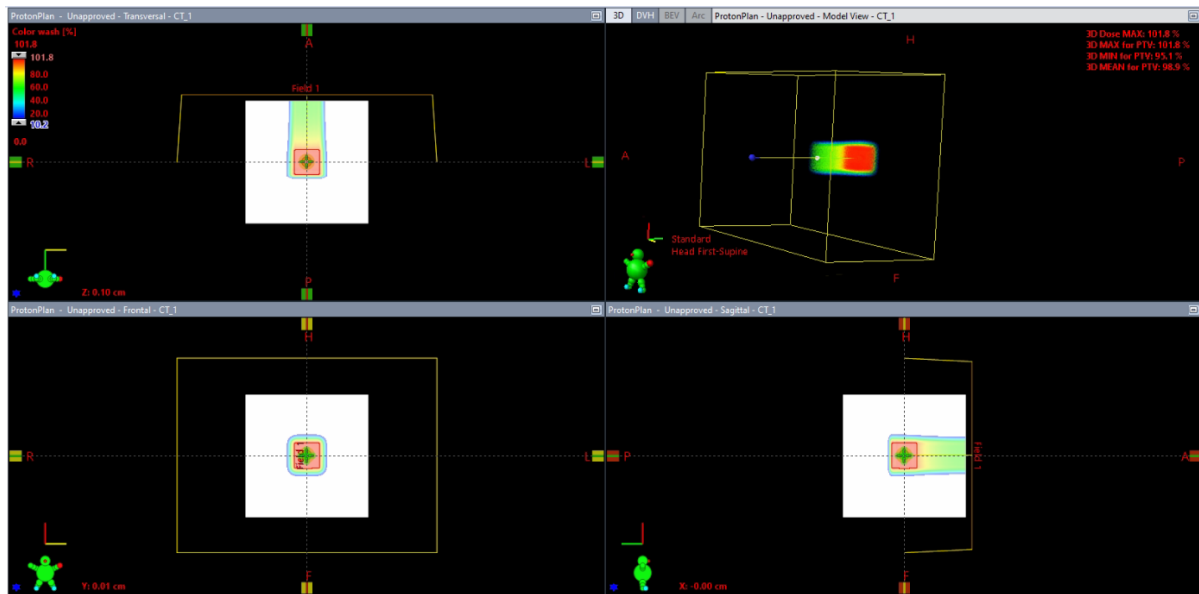 ProtonPlan - Unapproved - Transversal - CT_1
Color wash [%]
101.8
101.8
80.0
60.0
40.0
20.0
10.2
0.0
A
Field 1
R
L
P
Z: 0.10 cm
3D DVH BEV Arc ProtonPlan - Unapproved - Model View - CT_1
3D Dose MAX: 101.8 %
3D MAX for PTV: 101.8 %
3D MIN for PTV: 95.1 %
3D MEAN for PTV: 98.9 %
H
A
P
Standard
Head First-Supine
F
ProtonPlan - Unapproved - Frontal - CT_1
H
R
Field 1
L
F
Y: 0.01 cm
ProtonPlan - Unapproved - Sagittal - CT_1
H
P
Field 1
A
F
X: -0.00 cm